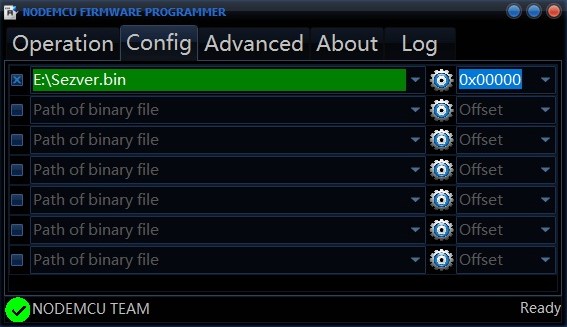 NODEMCU FIRMWARE PROGRAMMER
Operation Config Advanced About Log
E:\Sezver.bin 0x00000
Path of binary file Offset
Path of binary file Offset
Path of binary file Offset
Path of binary file Offset
Path of binary file Offset
Path of binary file Offset
NODEMCU TEAM Ready